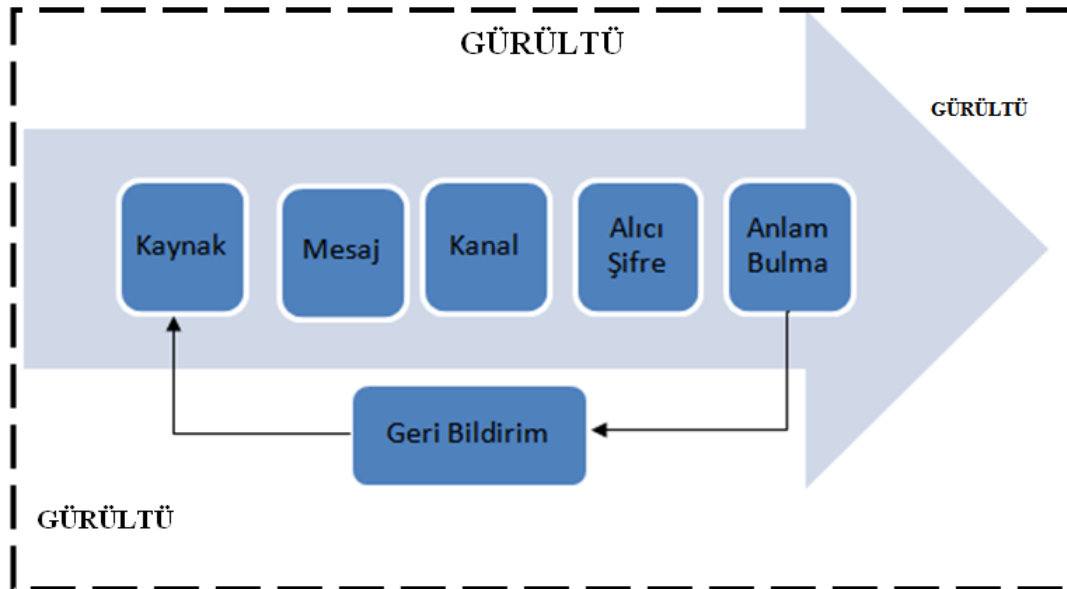 GÜRÜLTÜ
GÜRÜLTÜ
Kaynak
Mesaj
Kanal
Alıcı
Şifre
Anlam
Bulma
Geri Bildirim
GÜRÜLTÜ